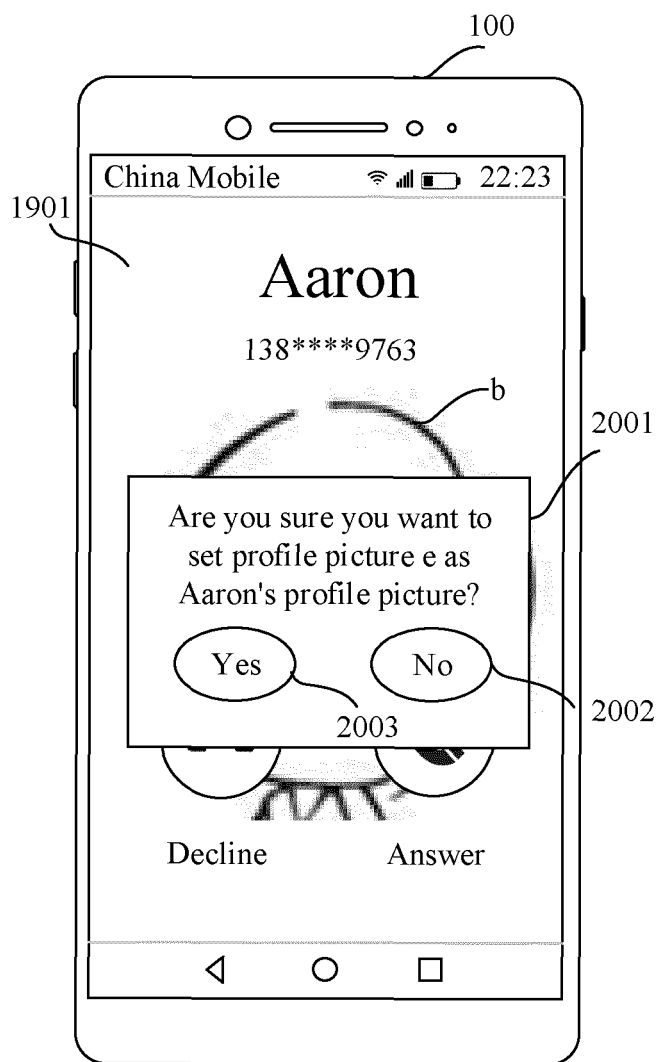 100
China Mobile 22:23
1901
Aaron
138****9763
b
2001
Are you sure you want to
set profile picture e as
Aaron's profile picture?
Yes No
2003 2002
Decline Answer